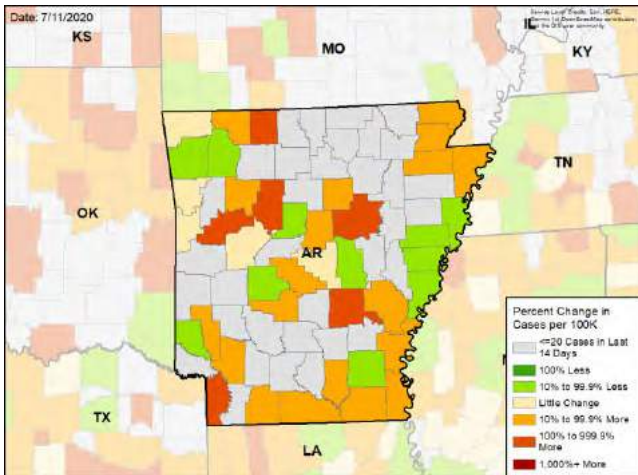 Date: 7/11/2020
KS
MO
IL
KY
OK
TN
AR
TX
LA
Percent Change in
Cases per 100K
<=20 Cases in Last
14 Days
100% Less
10% to 99.9% Less
Little Change
10% to 99.9% More
100% to 999.9%
More
1,000%+ More